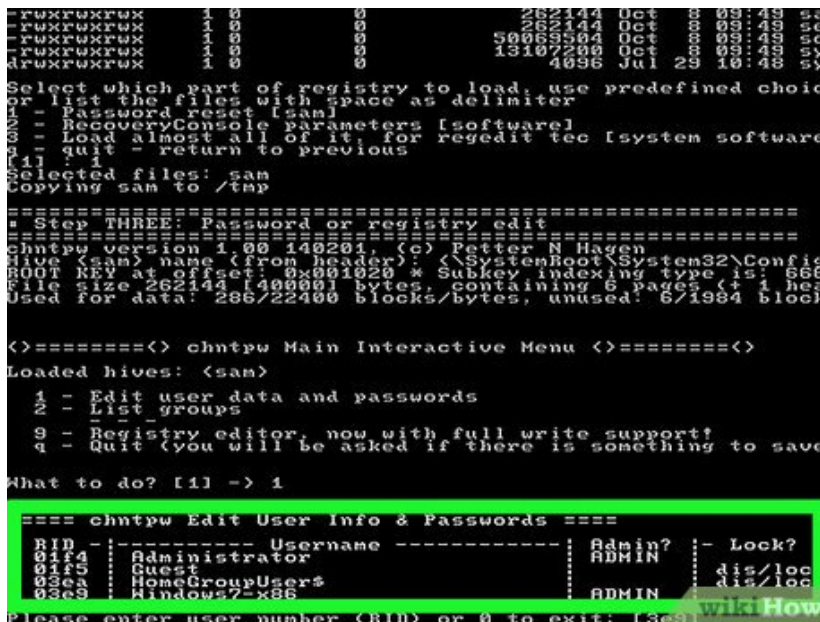 -rwxrwxrwx 1 0 0 262144 Oct 8 09:49 sa
-rwxrwxrwx 1 0 0 262144 Oct 8 09:49
-rwxrwxrwx 1 0 0 50069504 Oct 8 09:49 so
-rwxrwxrwx 1 0 0 13107200 Oct 8 09:49 sy
drwxrwxrwx 1 0 0 4096 Jul 29 10:48 sy
Select which part of registry to load, use predefined choic
or list the files with space as delimiter
1 - Password reset [sam]
2 - RecoveryConsole parameters [software]
3 - Load almost all of it, for regedit tec [system software
q - quit - return to previous
[1] : 1
Selected files: sam
Copying sam to /tmp
=========================================================
* Step THREE: Password or registry edit
=========================================================
chntpw version 1.00 140201, (c) Petter N Hagen
Hive <sam> name (from header): <\SystemRoot\System32\Config
ROOT KEY at offset: 0x001020 * Subkey indexing type is: 666
File size 262144 [40000] bytes, containing 6 pages (+ 1 hea
Used for data: 286/22400 blocks/bytes, unused: 6/1984 block
<>========<> chntpw Main Interactive Menu <>========<>
Loaded hives: <sam>
1 - Edit user data and passwords
2 - List groups
- - -
9 - Registry editor, now with full write support!
q - Quit (you will be asked if there is something to save
What to do? [1] -> 1
==== chntpw Edit User Info & Passwords ====
| RID -|---------- Username ------------| Admin? |- Lock?
| 01f4 | Administrator | ADMIN |
| 01f5 | Guest | | dis/loc
| 03ea | HomeGroupUser$ | | dis/loc
| 03e9 | Windows7-x86 | ADMIN |
Please enter user number (RID) or 0 to exit: [3e9]
wikiHow